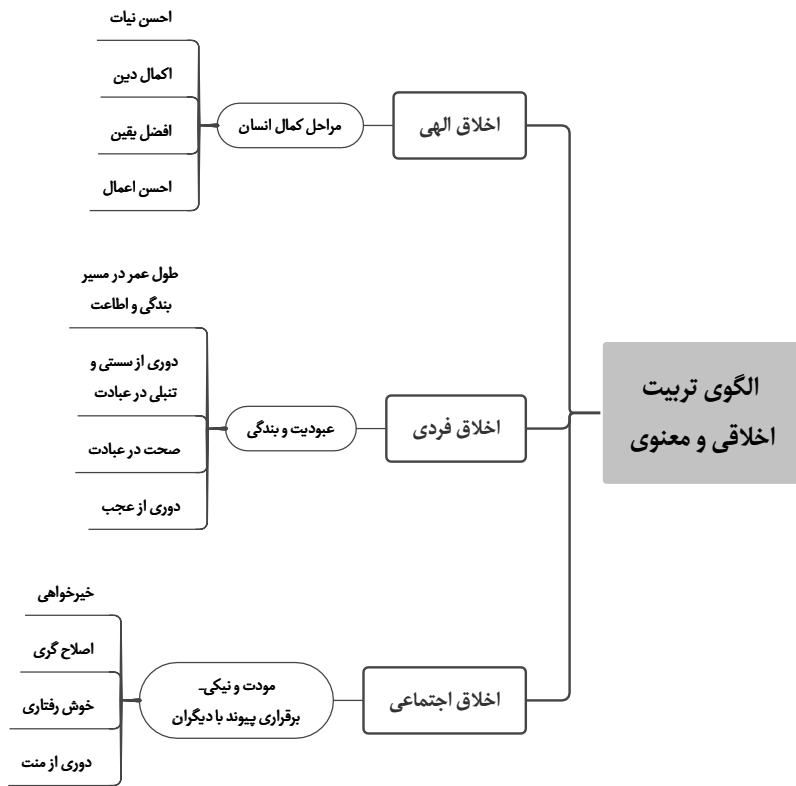 الگوی تربیت
اخلاقی و معنوی
اخلاق الهی
مراحل کمال انسان
احسن نیات
اکمال دین
افضل یقین
احسن اعمال
اخلاق فردی
عبودیت و بندگی
طول عمر در مسیر
بندگی و اطاعت
دوری از سستی و
تنبلی در عبادت
صحت در عبادت
دوری از عجب
اخلاق اجتماعی
مودت و نیکی-
برقراری پیوند با دیگران
خیرخواهی
اصلاح گری
خوش رفتاری
دوری از منت